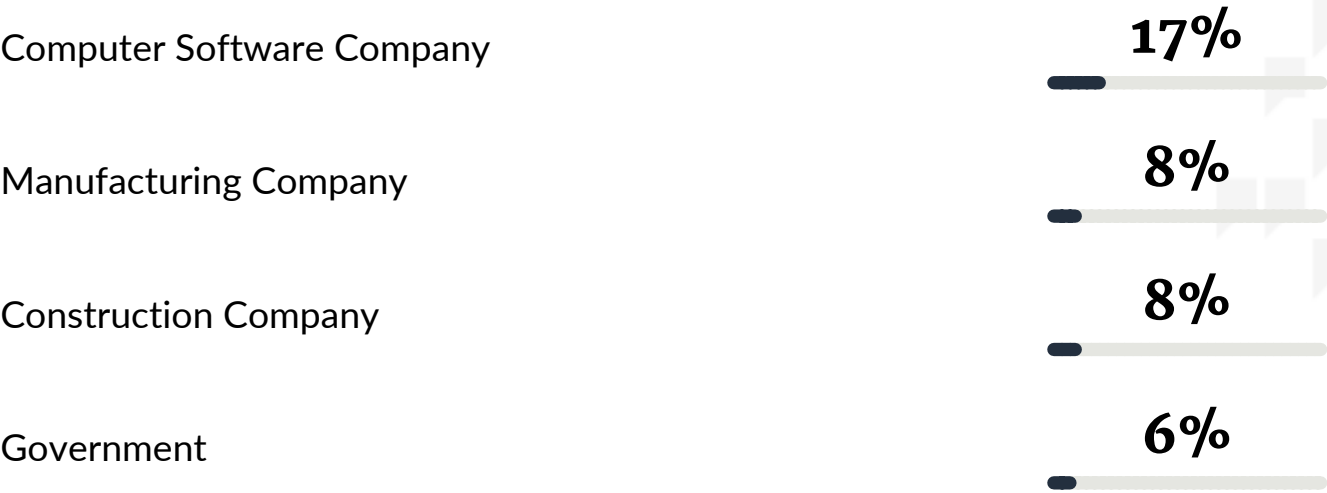 Computer Software Company
17%
Manufacturing Company
8%
Construction Company
8%
Government
6%